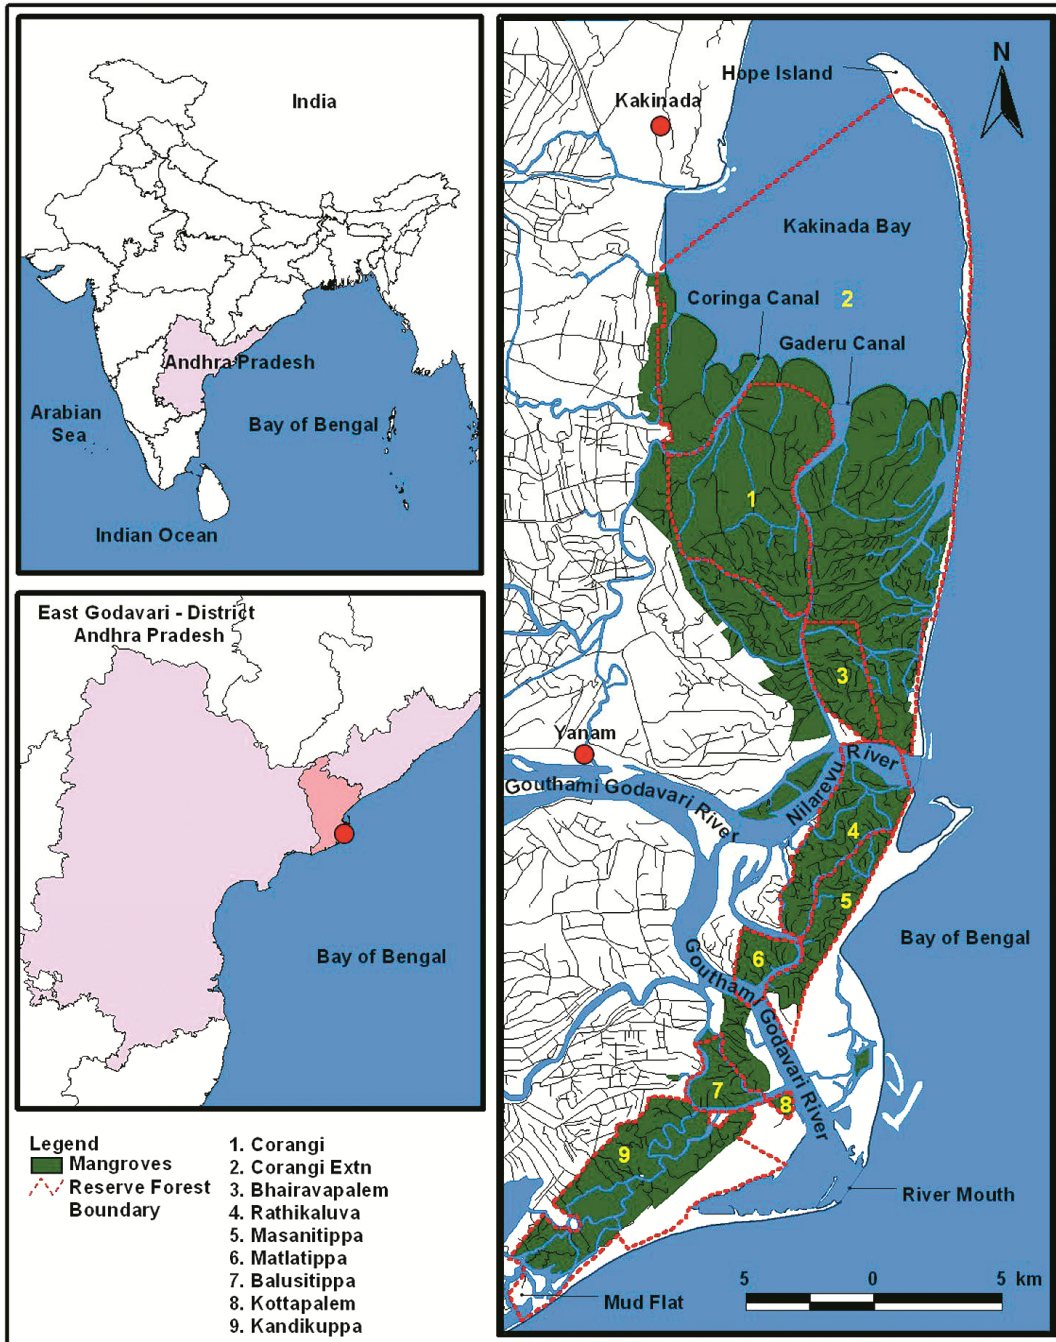 India
Andhra Pradesh
Arabian
Sea
Bay of Bengal
Indian Ocean
East Godavari - District
Andhra Pradesh
Bay of Bengal
Legend
Mangroves
Reserve Forest
Boundary
1. Corangi
2. Corangi Extn
3. Bhairavapalem
4. Rathikaluva
5. Masanitippa
6. Matlatippa
7. Balusitippa
8. Kottapalem
9. Kandikuppa
N
Hope Island
Kakinada
Kakinada Bay
Coringa Canal
2
Gaderu Canal
1
3
Yanam
Nilarevu River
Gouthami Godavari River
4
5
Bay of Bengal
6
Gouthami Godavari River
7
8
9
River Mouth
Mud Flat
5 0 5 km